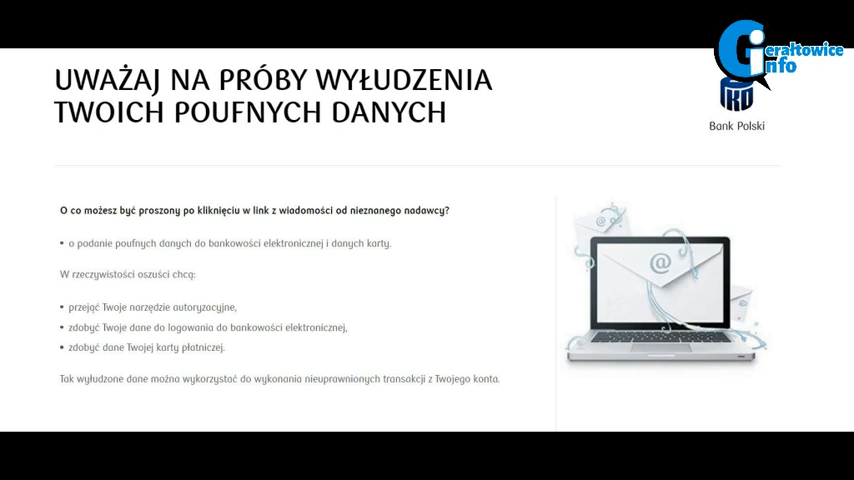 Gierałtowice
info
UWAŻAJ NA PRÓBY WYŁUDZENIA
TWOICH POUFNYCH DANYCH
PKO
Bank Polski
O co możesz być proszony po kliknięciu w link z wiadomości od nieznanego nadawcy?
• o podanie poufnych danych do bankowości elektronicznej i danych karty.
W rzeczywistości oszuści chcą:
• przejąć Twoje narzędzie autoryzacyjne,
• zdobyć Twoje dane do logowania do bankowości elektronicznej,
• zdobyć dane Twojej karty płatniczej.
Tak wyłudzone dane można wykorzystać do wykonania nieuprawnionych transakcji z Twojego konta.
@
@